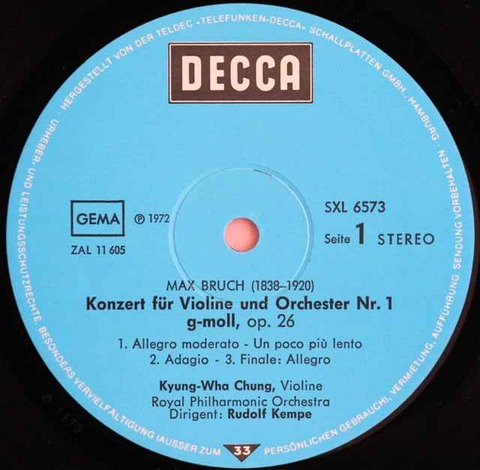 HERGESTELLT VON DER TELDEC »TELEFUNKEN-DECCA« SCHALLPLATTEN GMBH, HAMBURG
DECCA
GEMA
℗ 1972
ZAL 11 605
SXL 6573
Seite 1 STEREO
MAX BRUCH (1838–1920)
Konzert für Violine und Orchester Nr. 1
g-moll, op. 26
1. Allegro moderato - Un poco più lento
2. Adagio - 3. Finale: Allegro
Kyung-Wha Chung, Violine
Royal Philharmonic Orchestra
Dirigent: Rudolf Kempe
33
URHEBER- UND LEISTUNGSSCHUTZRECHTE. BESONDERS VERVIELFÄLTIGUNG (AUSSER ZUM PERSÖNLICHEN GEBRAUCH), VERMIETUNG, AUFFÜHRUNG, SENDUNG VORBEHALTEN